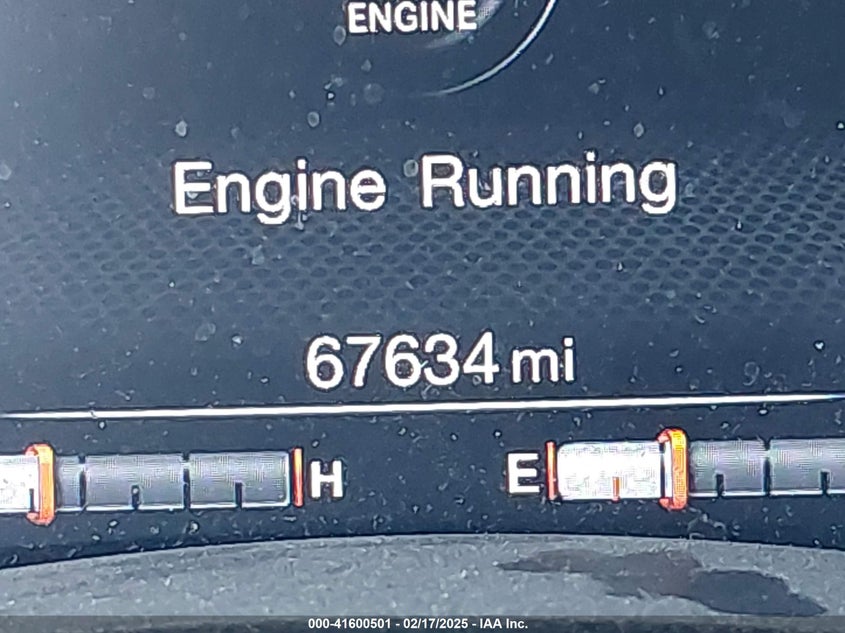 ENGINE
Engine Running
67634 mi
H E
000-41600501 - 02/17/2025 - IAA Inc.